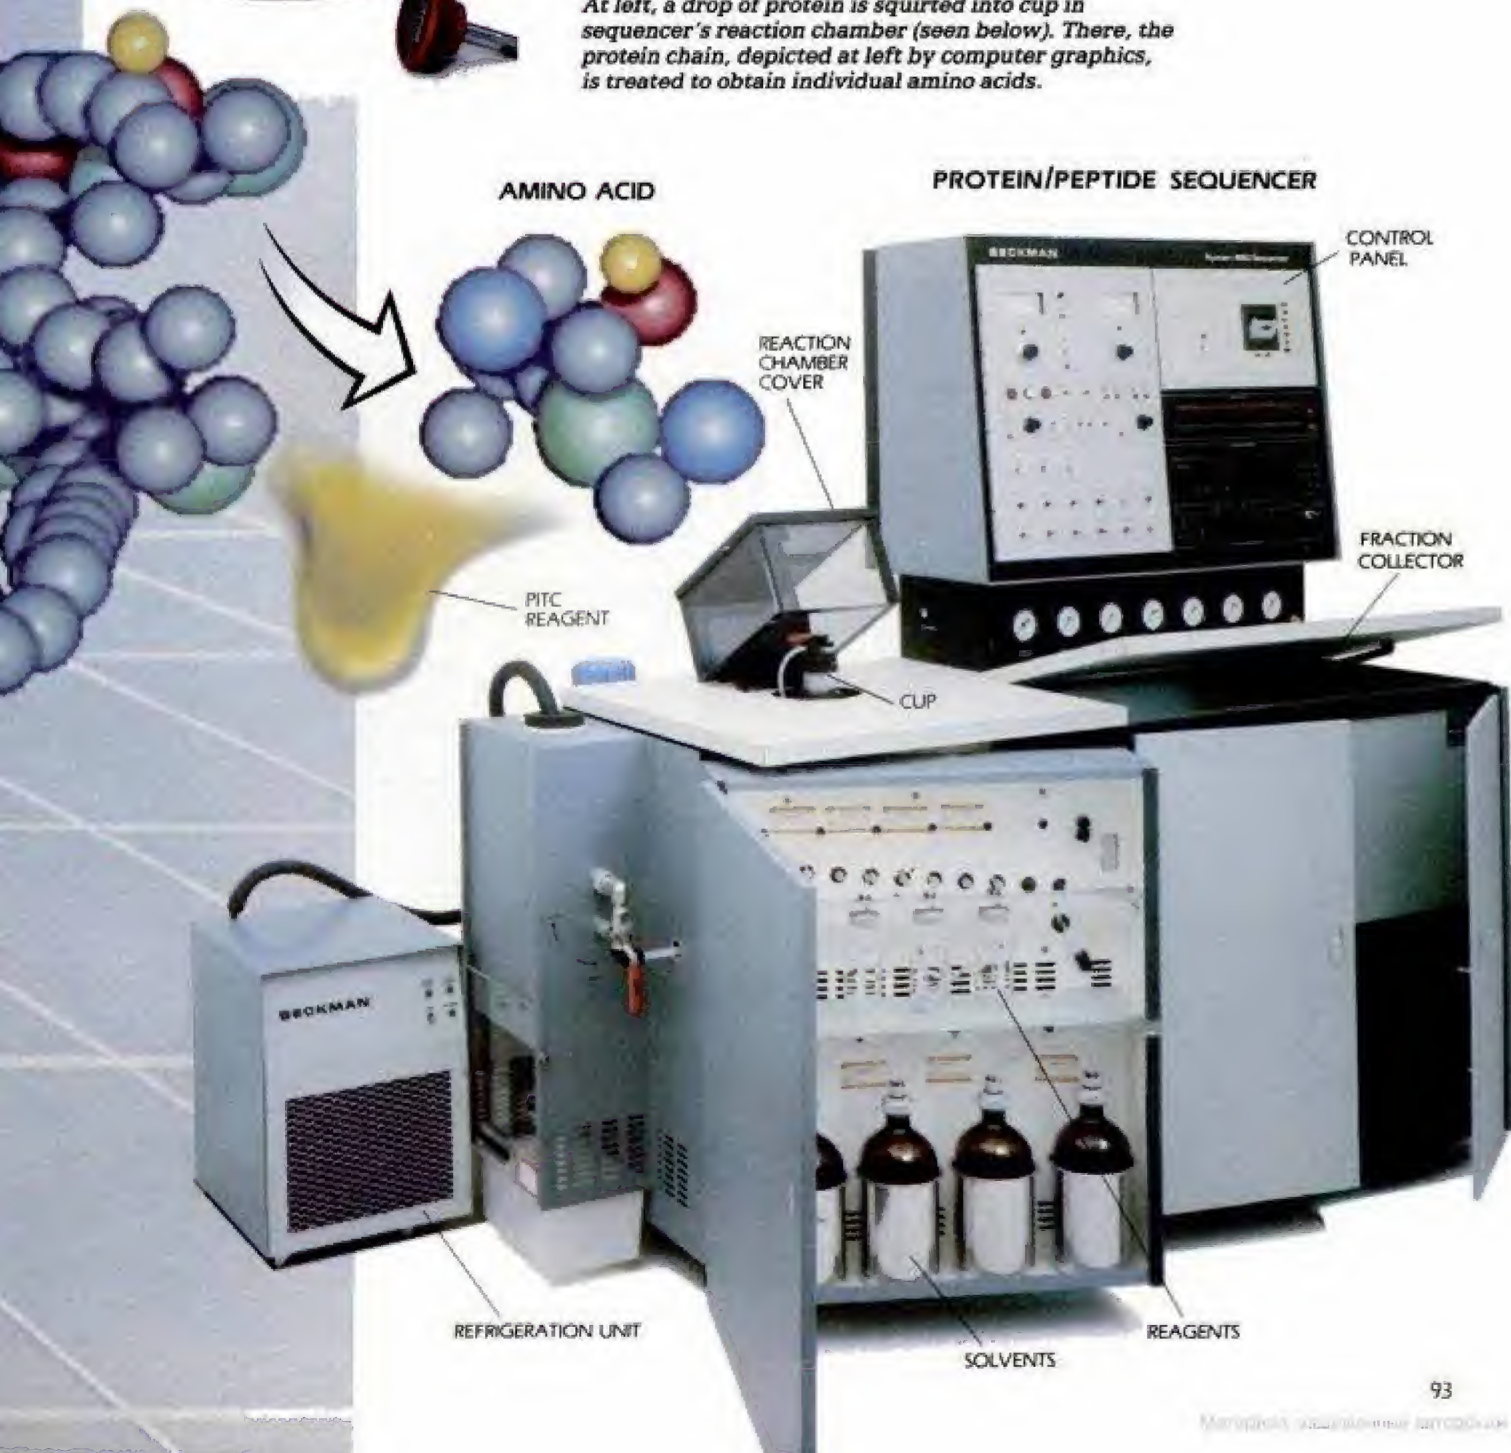 At left, a drop of protein is squirted into cup in
sequencer's reaction chamber (seen below). There, the
protein chain, depicted at left by computer graphics,
is treated to obtain individual amino acids.
AMINO ACID
PROTEIN/PEPTIDE SEQUENCER
CONTROL
PANEL
BECKMAN
REACTION
CHAMBER
COVER
FRACTION
COLLECTOR
PITC
REAGENT
CUP
BECKMAN
REFRIGERATION UNIT
REAGENTS
SOLVENTS
93